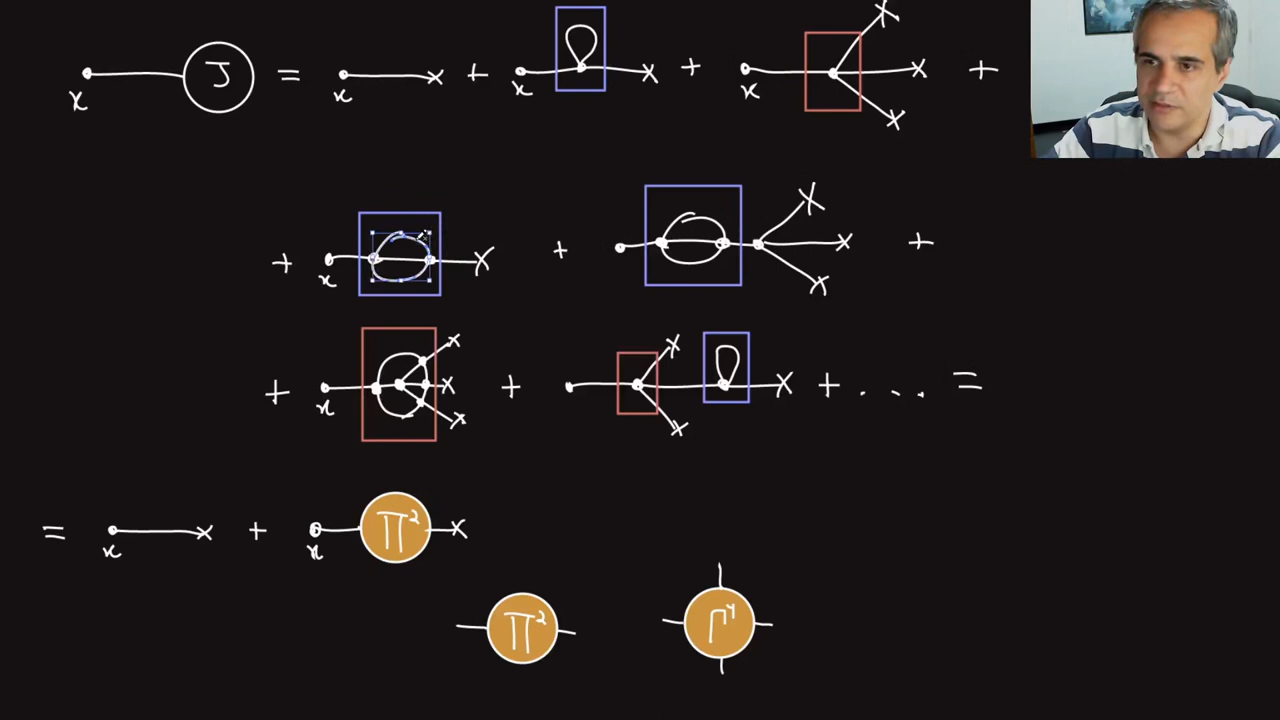 x J = x x + x x + x x x x +
+ x x + x x x +
+ x x x x + x x x + . . . =
= x x + x Π² x
Π² Γ⁴